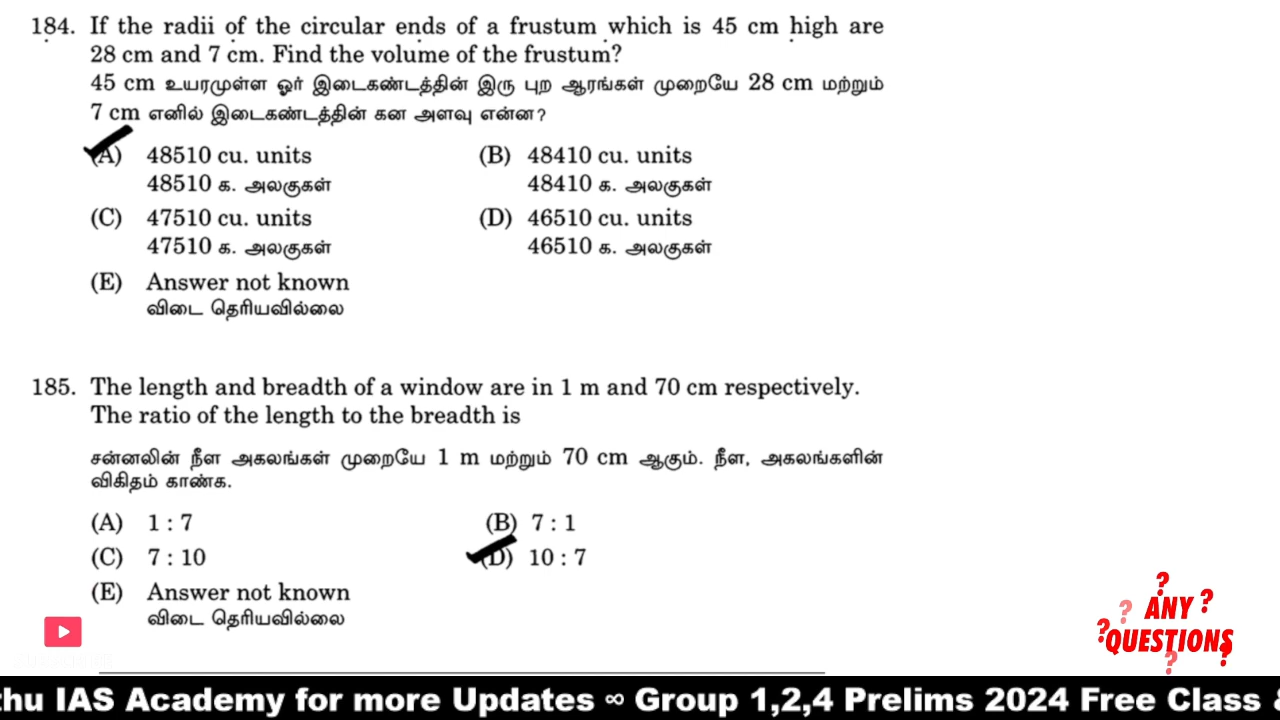 184. If the radii of the circular ends of a frustum which is 45 cm high are
28 cm and 7 cm. Find the volume of the frustum?
45 cm உயரமுள்ள ஓர் இடைகண்டத்தின் இரு புற ஆரங்கள் முறையே 28 cm மற்றும்
7 cm எனில் இடைகண்டத்தின் கன அளவு என்ன?
(A) 48510 cu. units (B) 48410 cu. units
48510 க. அலகுகள் 48410 க. அலகுகள்
(C) 47510 cu. units (D) 46510 cu. units
47510 க. அலகுகள் 46510 க. அலகுகள்
(E) Answer not known
விடை தெரியவில்லை
185. The length and breadth of a window are in 1 m and 70 cm respectively.
The ratio of the length to the breadth is
சன்னலின் நீள அகலங்கள் முறையே 1 m மற்றும் 70 cm ஆகும். நீள, அகலங்களின்
விகிதம் காண்க.
(A) 1 : 7 (B) 7 : 1
(C) 7 : 10 (D) 10 : 7
(E) Answer not known
விடை தெரியவில்லை
? ANY ?
? QUESTIONS ?
thu IAS Academy for more Updates ∞ Group 1,2,4 Prelims 2024 Free Class &